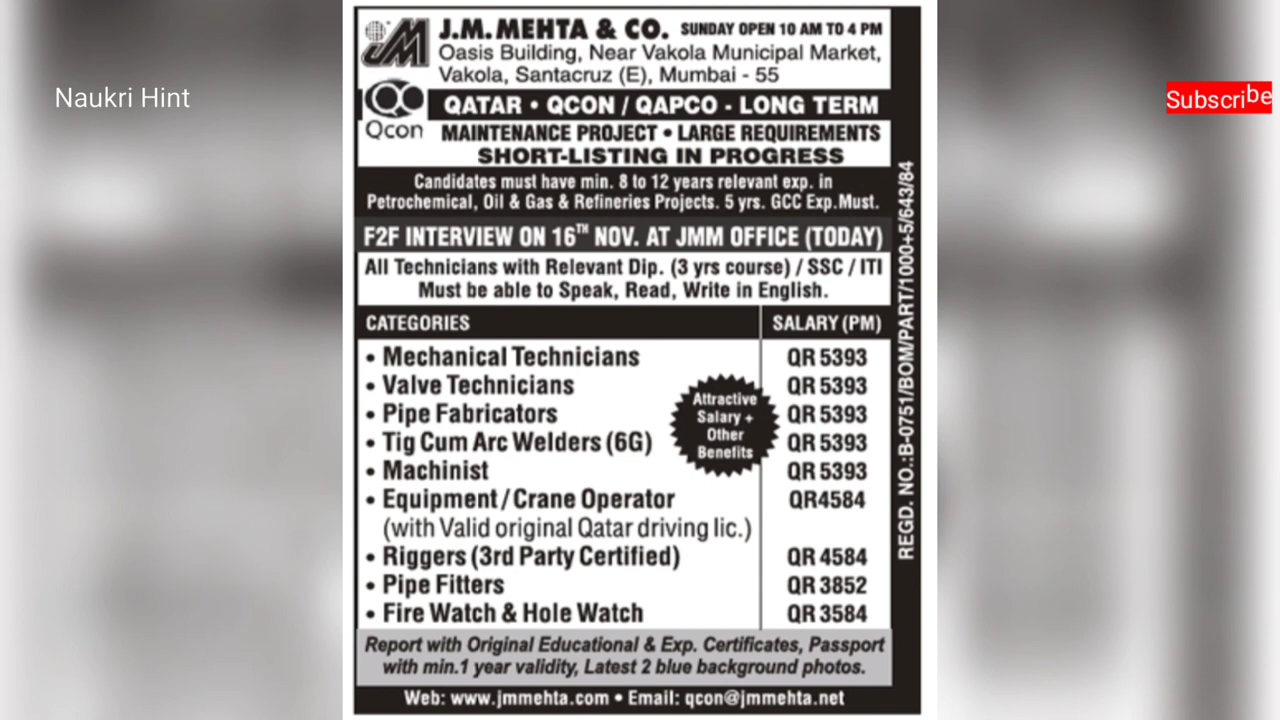 Naukri Hint
Subscribe
JM
J.M. MEHTA & CO. SUNDAY OPEN 10 AM TO 4 PM
Oasis Building, Near Vakola Municipal Market,
Vakola, Santacruz (E), Mumbai - 55
Qcon
QATAR • QCON / QAPCO - LONG TERM
MAINTENANCE PROJECT • LARGE REQUIREMENTS
SHORT-LISTING IN PROGRESS
Candidates must have min. 8 to 12 years relevant exp. in
Petrochemical, Oil & Gas & Refineries Projects. 5 yrs. GCC Exp.Must.
F2F INTERVIEW ON 16TH NOV. AT JMM OFFICE (TODAY)
All Technicians with Relevant Dip. (3 yrs course) / SSC / ITI
Must be able to Speak, Read, Write in English.
CATEGORIES SALARY (PM)
• Mechanical Technicians QR 5393
• Valve Technicians QR 5393
• Pipe Fabricators QR 5393
• Tig Cum Arc Welders (6G) QR 5393
• Machinist QR 5393
Attractive
Salary +
Other
Benefits
• Equipment / Crane Operator QR4584
(with Valid original Qatar driving lic.)
• Riggers (3rd Party Certified) QR 4584
• Pipe Fitters QR 3852
• Fire Watch & Hole Watch QR 3584
Report with Original Educational & Exp. Certificates, Passport
with min.1 year validity, Latest 2 blue background photos.
Web: www.jmmehta.com • Email: qcon@jmmehta.net
REGD. NO.:B-0751/BOM/PART/1000+5/643/84